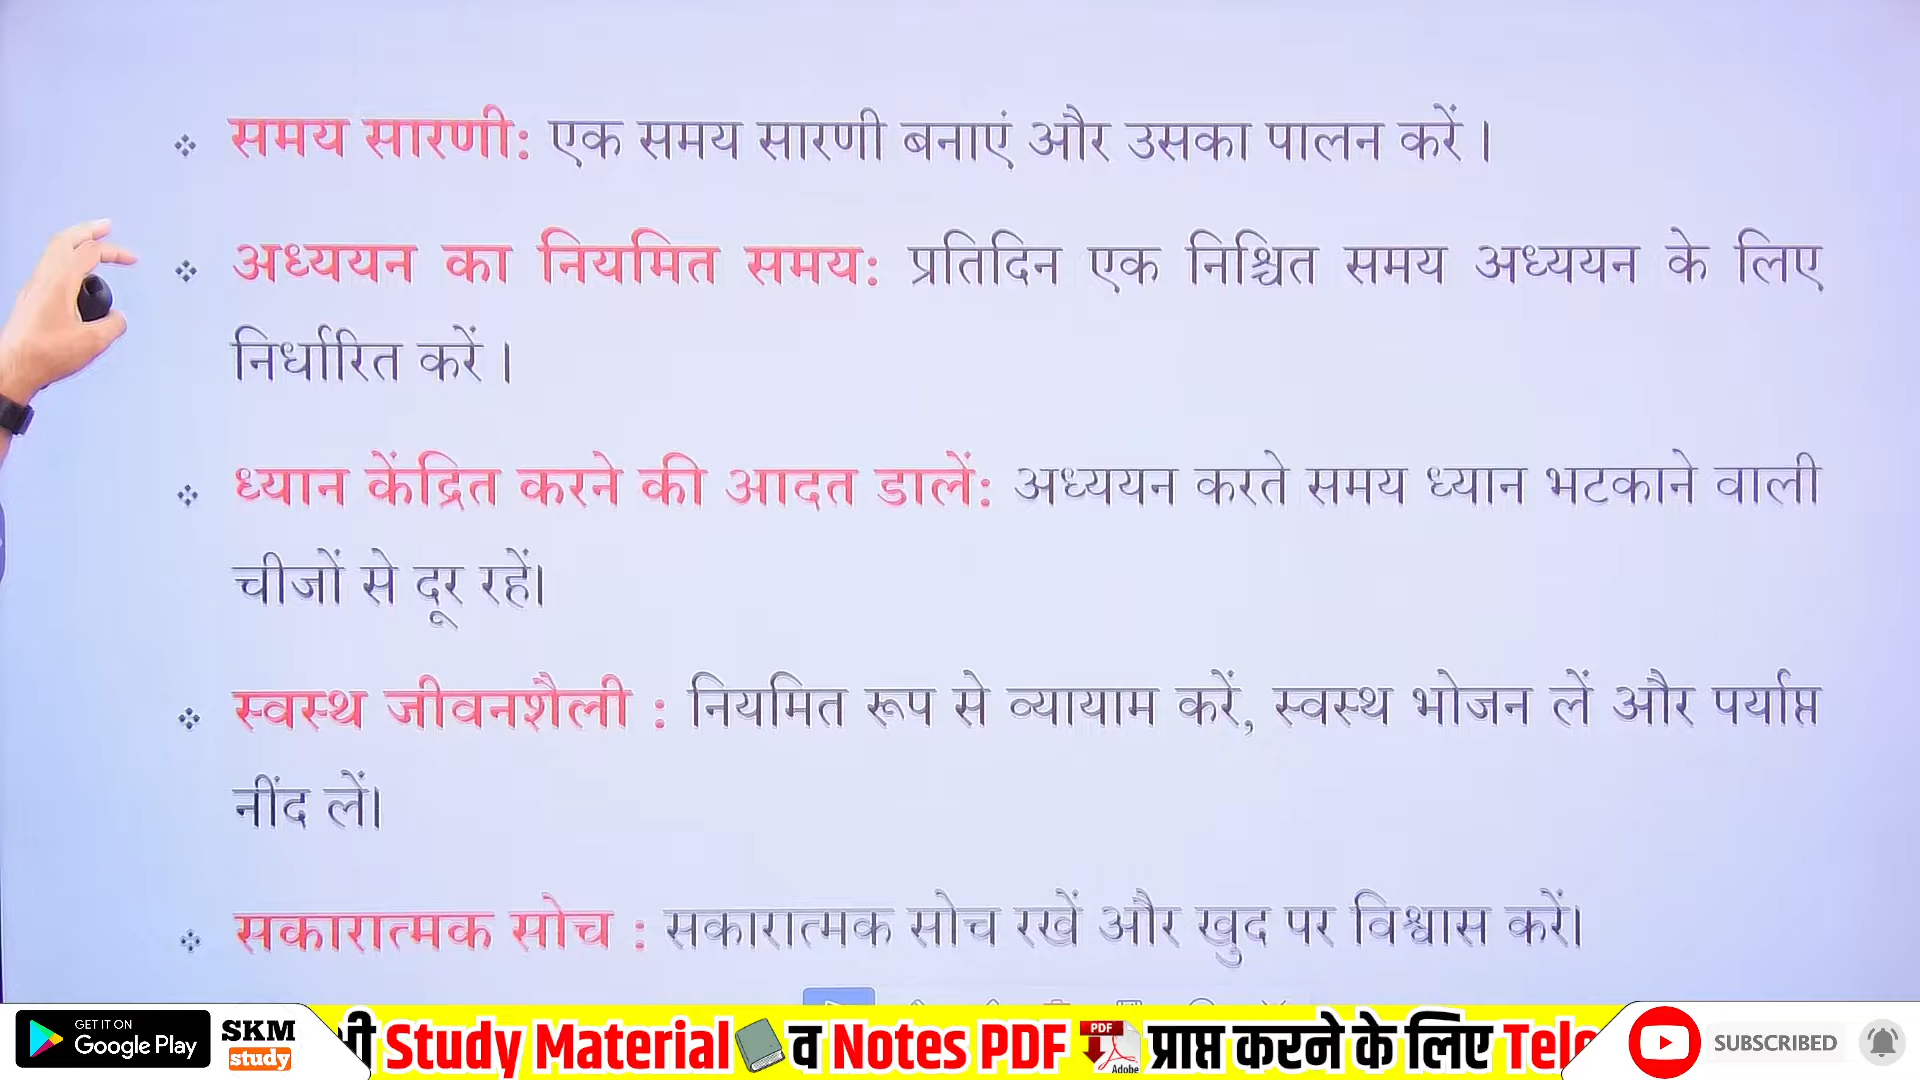 समय सारणी: एक समय सारणी बनाएं और उसका पालन करें ।
अध्ययन का नियमित समय: प्रतिदिन एक निश्चित समय अध्ययन के लिए
निर्धारित करें ।
ध्यान केंद्रित करने की आदत डालें: अध्ययन करते समय ध्यान भटकाने वाली
चीजों से दूर रहें।
स्वस्थ जीवनशैली : नियमित रूप से व्यायाम करें, स्वस्थ भोजन लें और पर्याप्त
नींद लें।
सकारात्मक सोच : सकारात्मक सोच रखें और खुद पर विश्वास करें।
GET IT ON
Google Play
SKM
study
Study Material व Notes PDF PDF Adobe प्राप्त करने के लिए
SUBSCRIBED